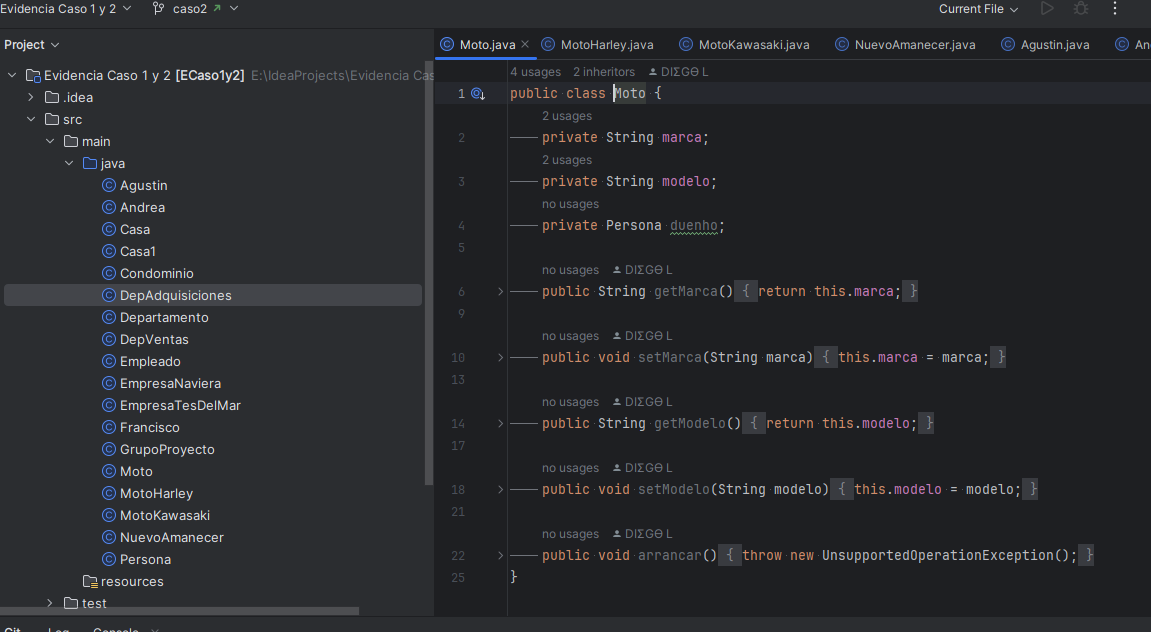 Evidencia Caso 1 y 2
caso2
Current File
Project
Evidencia Caso 1 y 2 [ECaso1y2] E:\IdeaProjects\Evidencia Cas
.idea
src
main
java
Agustin
Andrea
Casa
Casa1
Condominio
DepAdquisiciones
Departamento
DepVentas
Empleado
EmpresaNaviera
EmpresaTesDelMar
Francisco
GrupoProyecto
Moto
MotoHarley
MotoKawasaki
NuevoAmanecer
Persona
resources
test
Moto.java
MotoHarley.java
MotoKawasaki.java
NuevoAmanecer.java
Agustin.java
An
4 usages 2 inheritors DIΣGΘ L
1 public class Moto {
2 usages
2 private String marca;
2 usages
3 private String modelo;
no usages
4 private Persona duenho;
5
no usages DIΣGΘ L
6 public String getMarca() { return this.marca; }
9
no usages DIΣGΘ L
10 public void setMarca(String marca) { this.marca = marca; }
13
no usages DIΣGΘ L
14 public String getModelo() { return this.modelo; }
17
no usages DIΣGΘ L
18 public void setModelo(String modelo) { this.modelo = modelo; }
21
no usages DIΣGΘ L
22 public void arrancar() { throw new UnsupportedOperationException(); }
25 }
Git Log Console